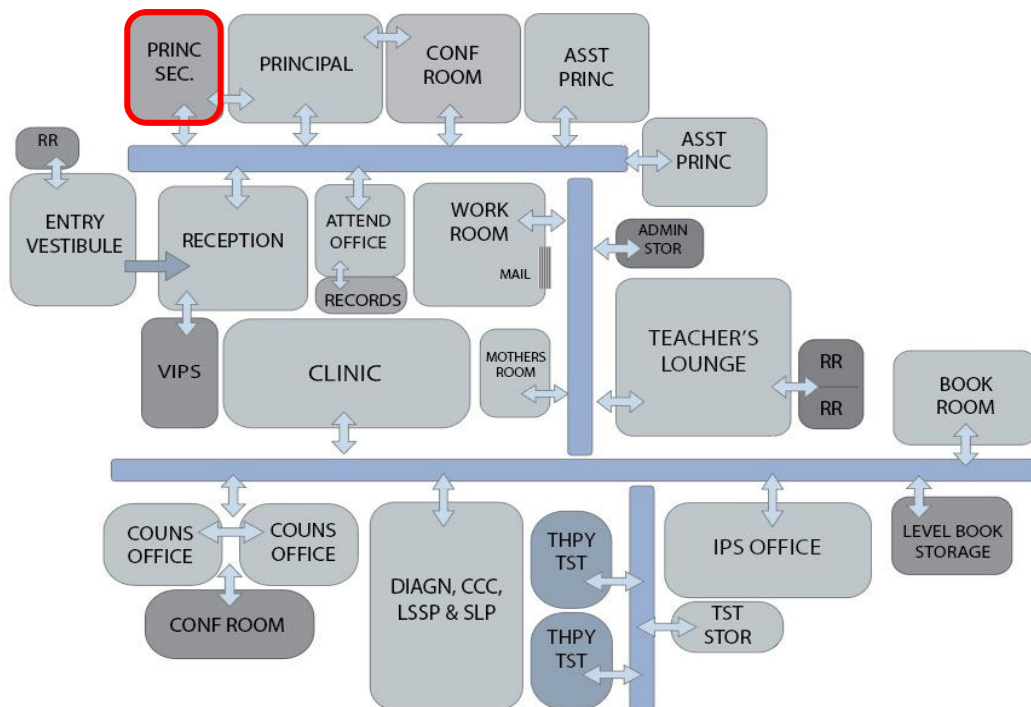 PRINC
SEC.
PRINCIPAL
CONF
ROOM
ASST
PRINC
ASST
PRINC
RR
ENTRY
VESTIBULE
RECEPTION
ATTEND
OFFICE
RECORDS
WORK
ROOM
MAIL
ADMIN
STOR
VIPS
CLINIC
MOTHERS
ROOM
TEACHER'S
LOUNGE
RR
RR
BOOK
ROOM
COUNS
OFFICE
COUNS
OFFICE
CONF ROOM
DIAGN, CCC,
LSSP & SLP
THPY
TST
THPY
TST
IPS OFFICE
TST
STOR
LEVEL BOOK
STORAGE